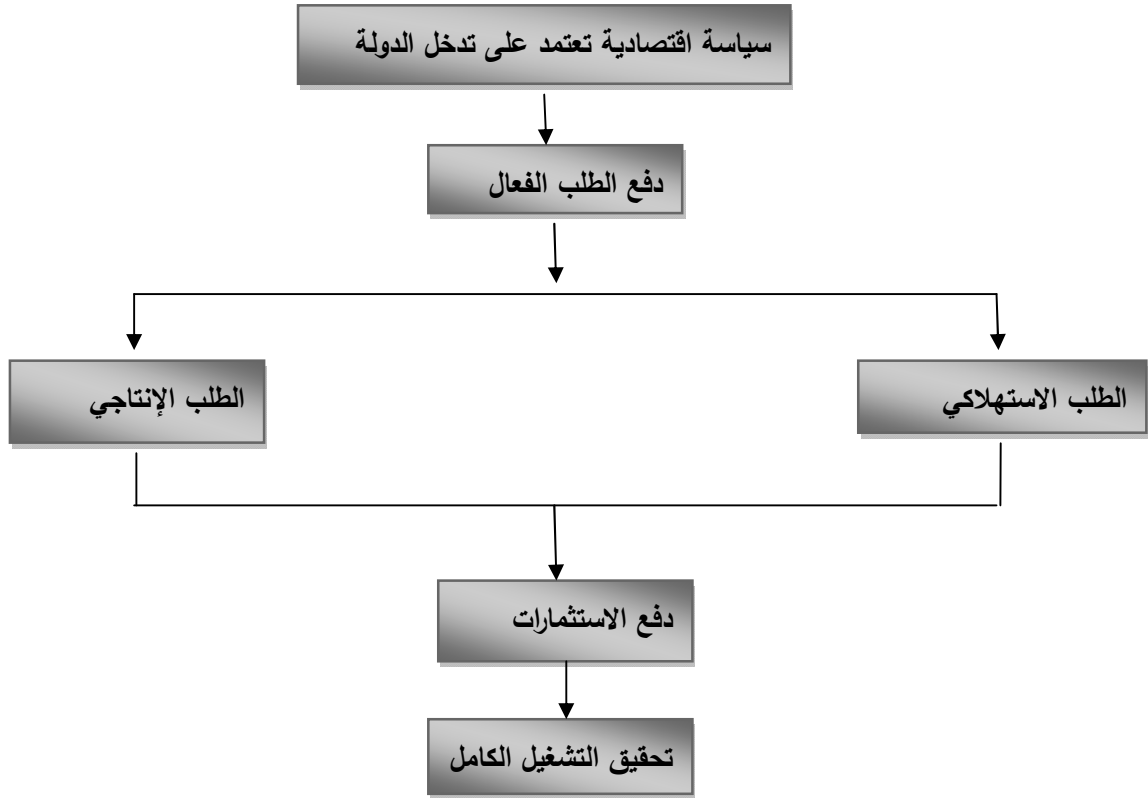 سياسة اقتصادية تعتمد على تدخل الدولة
دفع الطلب الفعال
الطلب الاستهلاكي
الطلب الإنتاجي
دفع الاستثمارات
تحقيق التشغيل الكامل